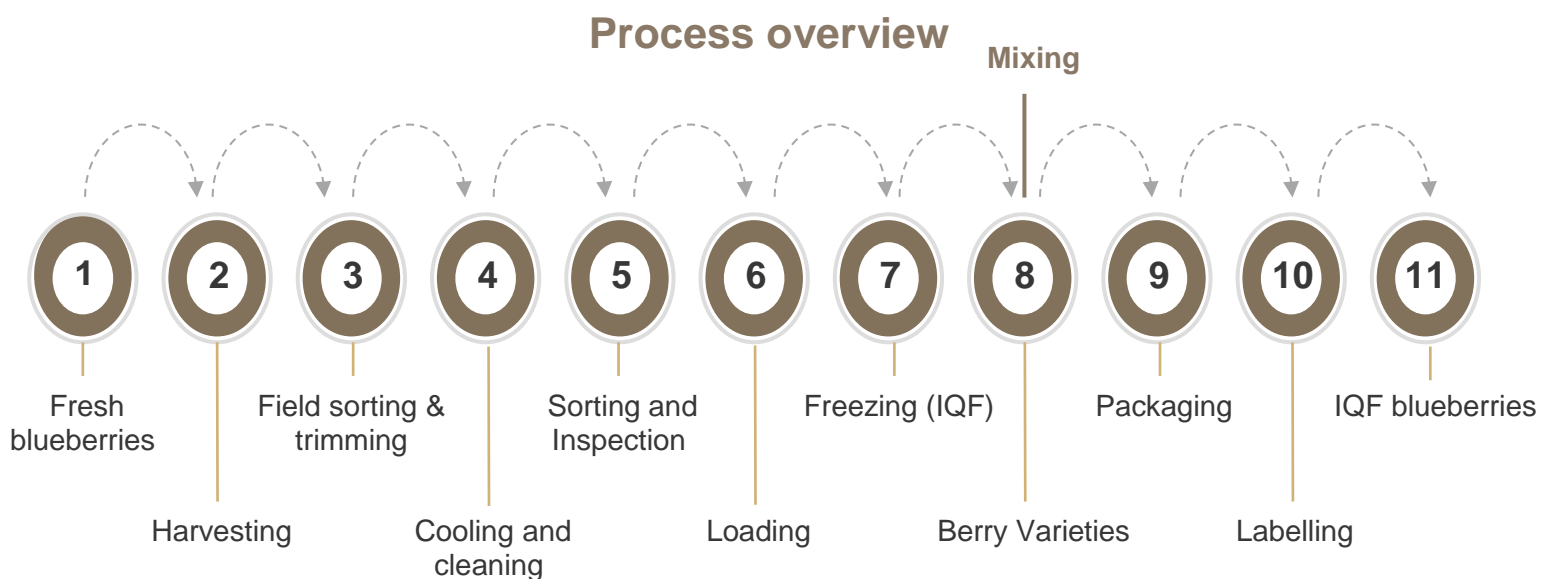 Process overview
Mixing
1 2 3 4 5 6 7 8 9 10 11
Fresh
blueberries
Field sorting &
trimming
Sorting and
Inspection
Freezing (IQF)
Packaging
IQF blueberries
Harvesting
Cooling and
cleaning
Loading
Berry Varieties
Labelling